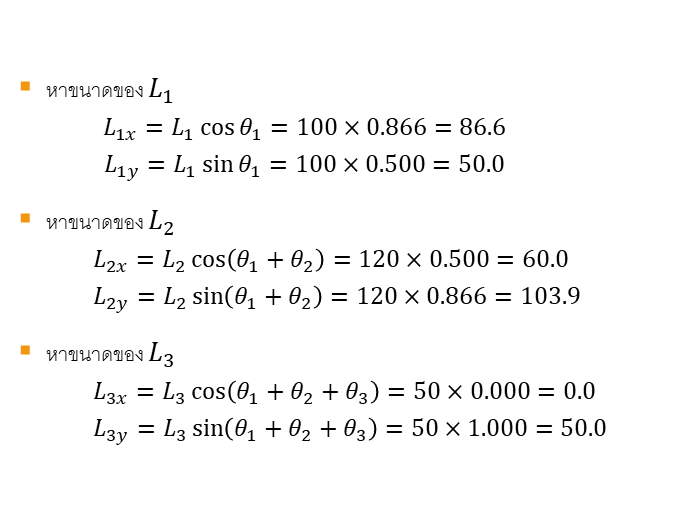 ▪ หาขนาดของ L₁
L₁ₓ = L₁ cos θ₁ = 100 × 0.866 = 86.6
L₁ᵧ = L₁ sin θ₁ = 100 × 0.500 = 50.0
▪ หาขนาดของ L₂
L₂ₓ = L₂ cos(θ₁ + θ₂) = 120 × 0.500 = 60.0
L₂ᵧ = L₂ sin(θ₁ + θ₂) = 120 × 0.866 = 103.9
▪ หาขนาดของ L₃
L₃ₓ = L₃ cos(θ₁ + θ₂ + θ₃) = 50 × 0.000 = 0.0
L₃ᵧ = L₃ sin(θ₁ + θ₂ + θ₃) = 50 × 1.000 = 50.0